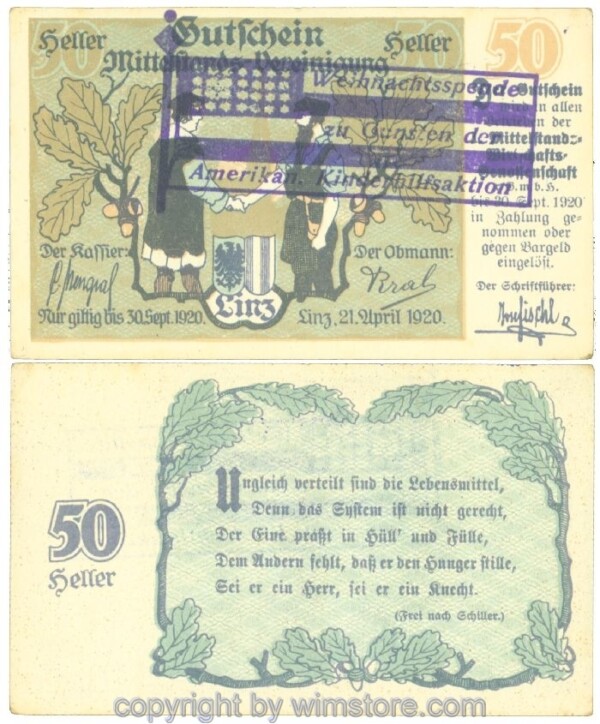 50 Heller Gutschein Heller 50
Mittelstands-Vereinigung
Weihnachtsspende
zu Gunsten der
Amerikan. Kinderhilfsaktion
Gutschein
in allen
der
Mittelstand-
Wirtschafts-
Genossenschaft
G. m. b. H.
bis 30. Sept. 1920
in Zahlung ge-
nommen oder
gegen Bargeld
eingelöst.
Der Schriftführer:
Der Kassier:
Der Obmann:
Kral
Linz
Nur giltig bis 30. Sept. 1920.
Linz, 21. April 1920.
50
Heller
Ungleich verteilt sind die Lebensmittel,
Denn das System ist nicht gerecht,
Der Eine praßt in Hüll' und Fülle,
Dem Andern fehlt, daß er den Hunger stille,
Sei er ein Herr, sei er ein Knecht.
(Frei nach Schiller.)
copyright by wimstore.com